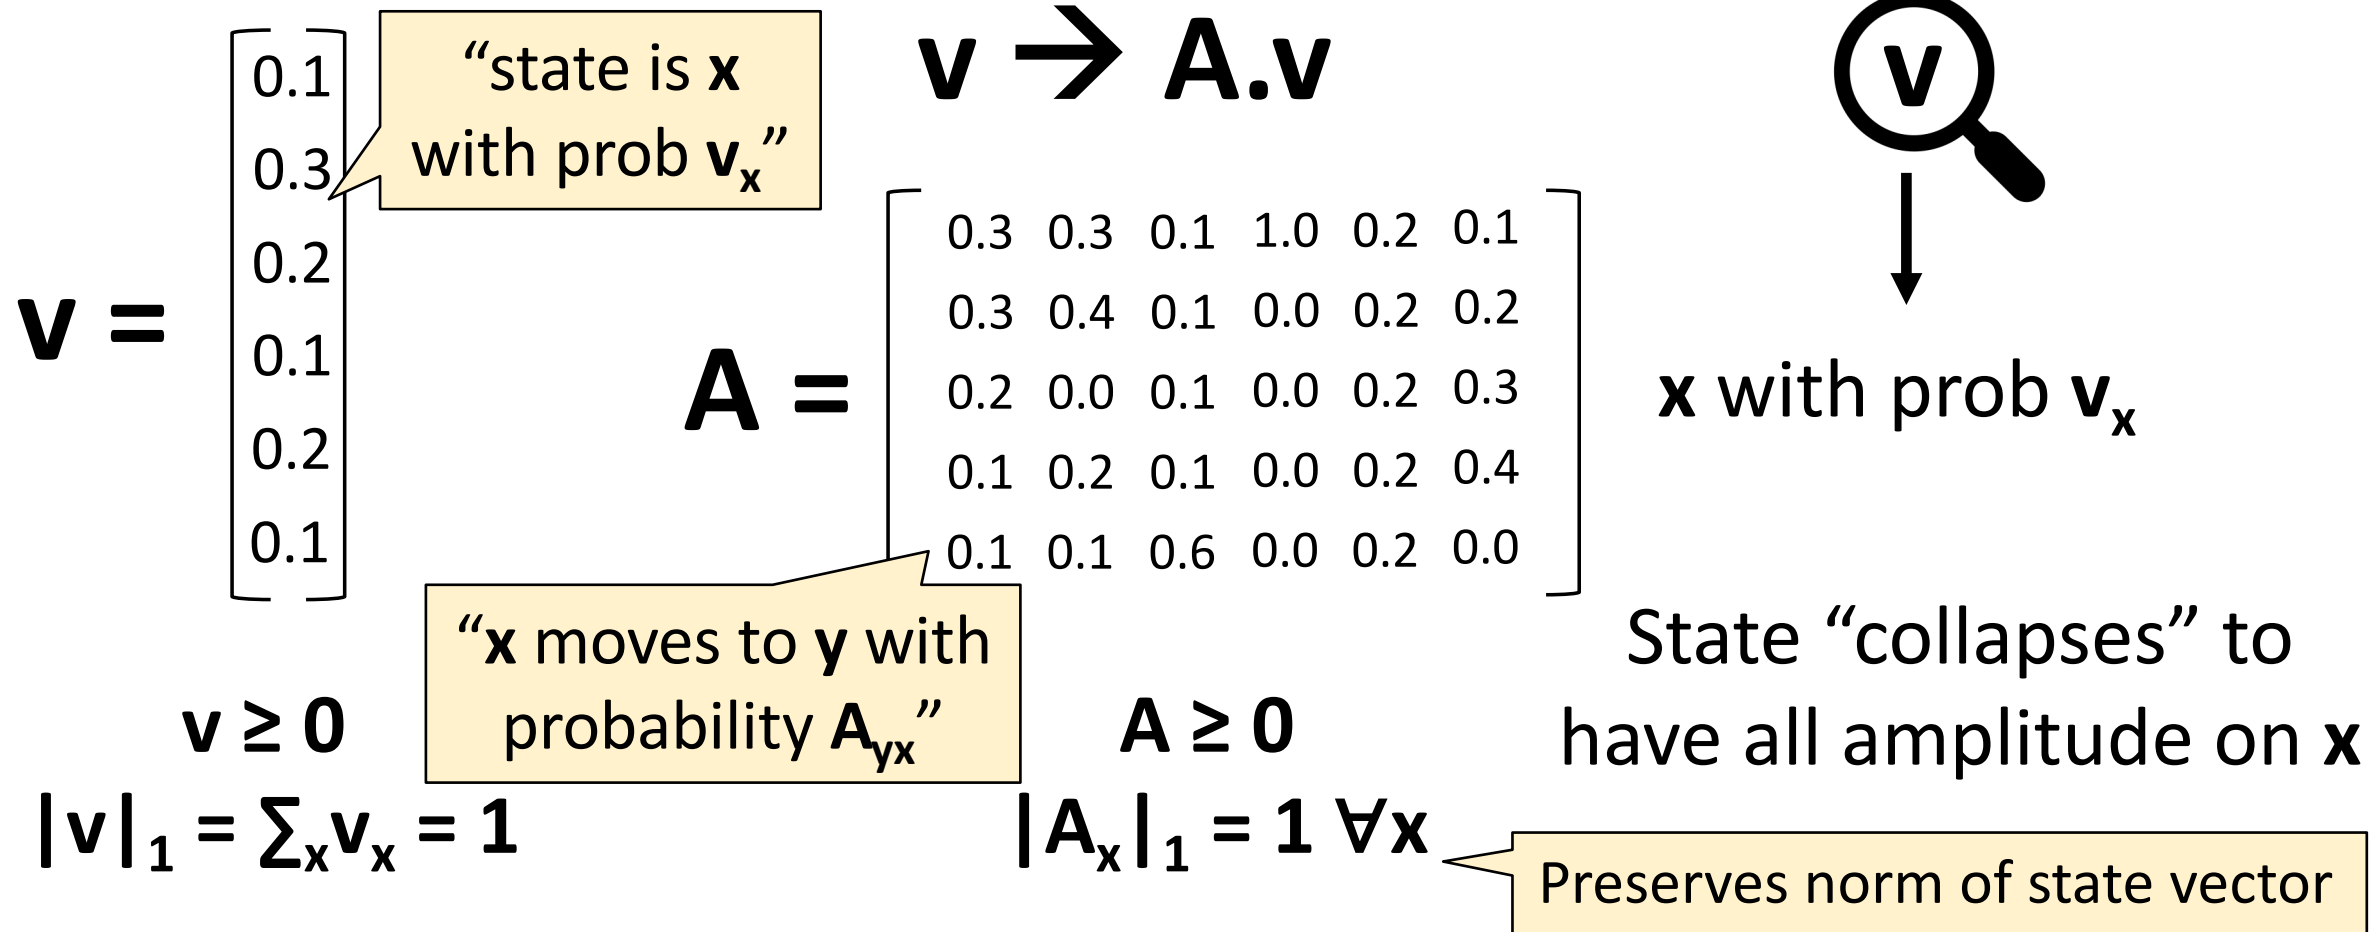 v =
0.1
0.3
0.2
0.1
0.2
0.1
“state is x
with prob vₓ”
v ≥ 0
|v|₁ = ∑ₓvₓ = 1
v → A.v
A =
0.3 0.3 0.1 1.0 0.2 0.1
0.3 0.4 0.1 0.0 0.2 0.2
0.2 0.0 0.1 0.0 0.2 0.3
0.1 0.2 0.1 0.0 0.2 0.4
0.1 0.1 0.6 0.0 0.2 0.0
“x moves to y with
probability A_yx”
A ≥ 0
|Aₓ|₁ = 1 ∀x
Preserves norm of state vector
v
x with prob vₓ
State “collapses” to
have all amplitude on x